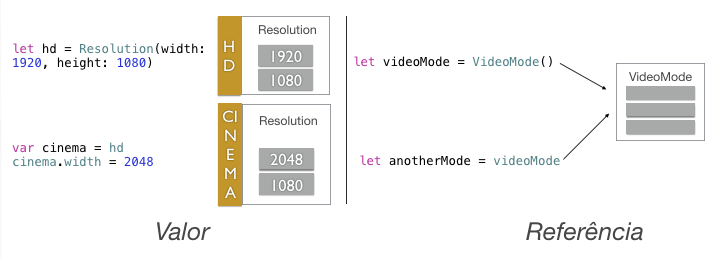 let hd = Resolution(width:
1920, height: 1080)
HD
Resolution
1920
1080
var cinema = hd
cinema.width = 2048
CINEMA
Resolution
2048
1080
Valor
let videoMode = VideoMode()
VideoMode
let anotherMode = videoMode
Referência